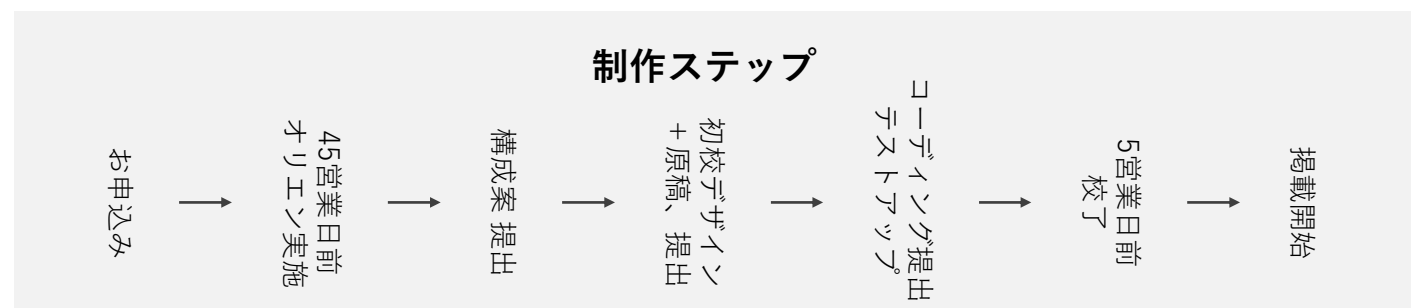 制作ステップ
お申込み
45営業日前
オリエン実施
構成案 提出
初校デザイン
+原稿、提出
コーディング提出
テストアップ
5営業日前
校了
掲載開始